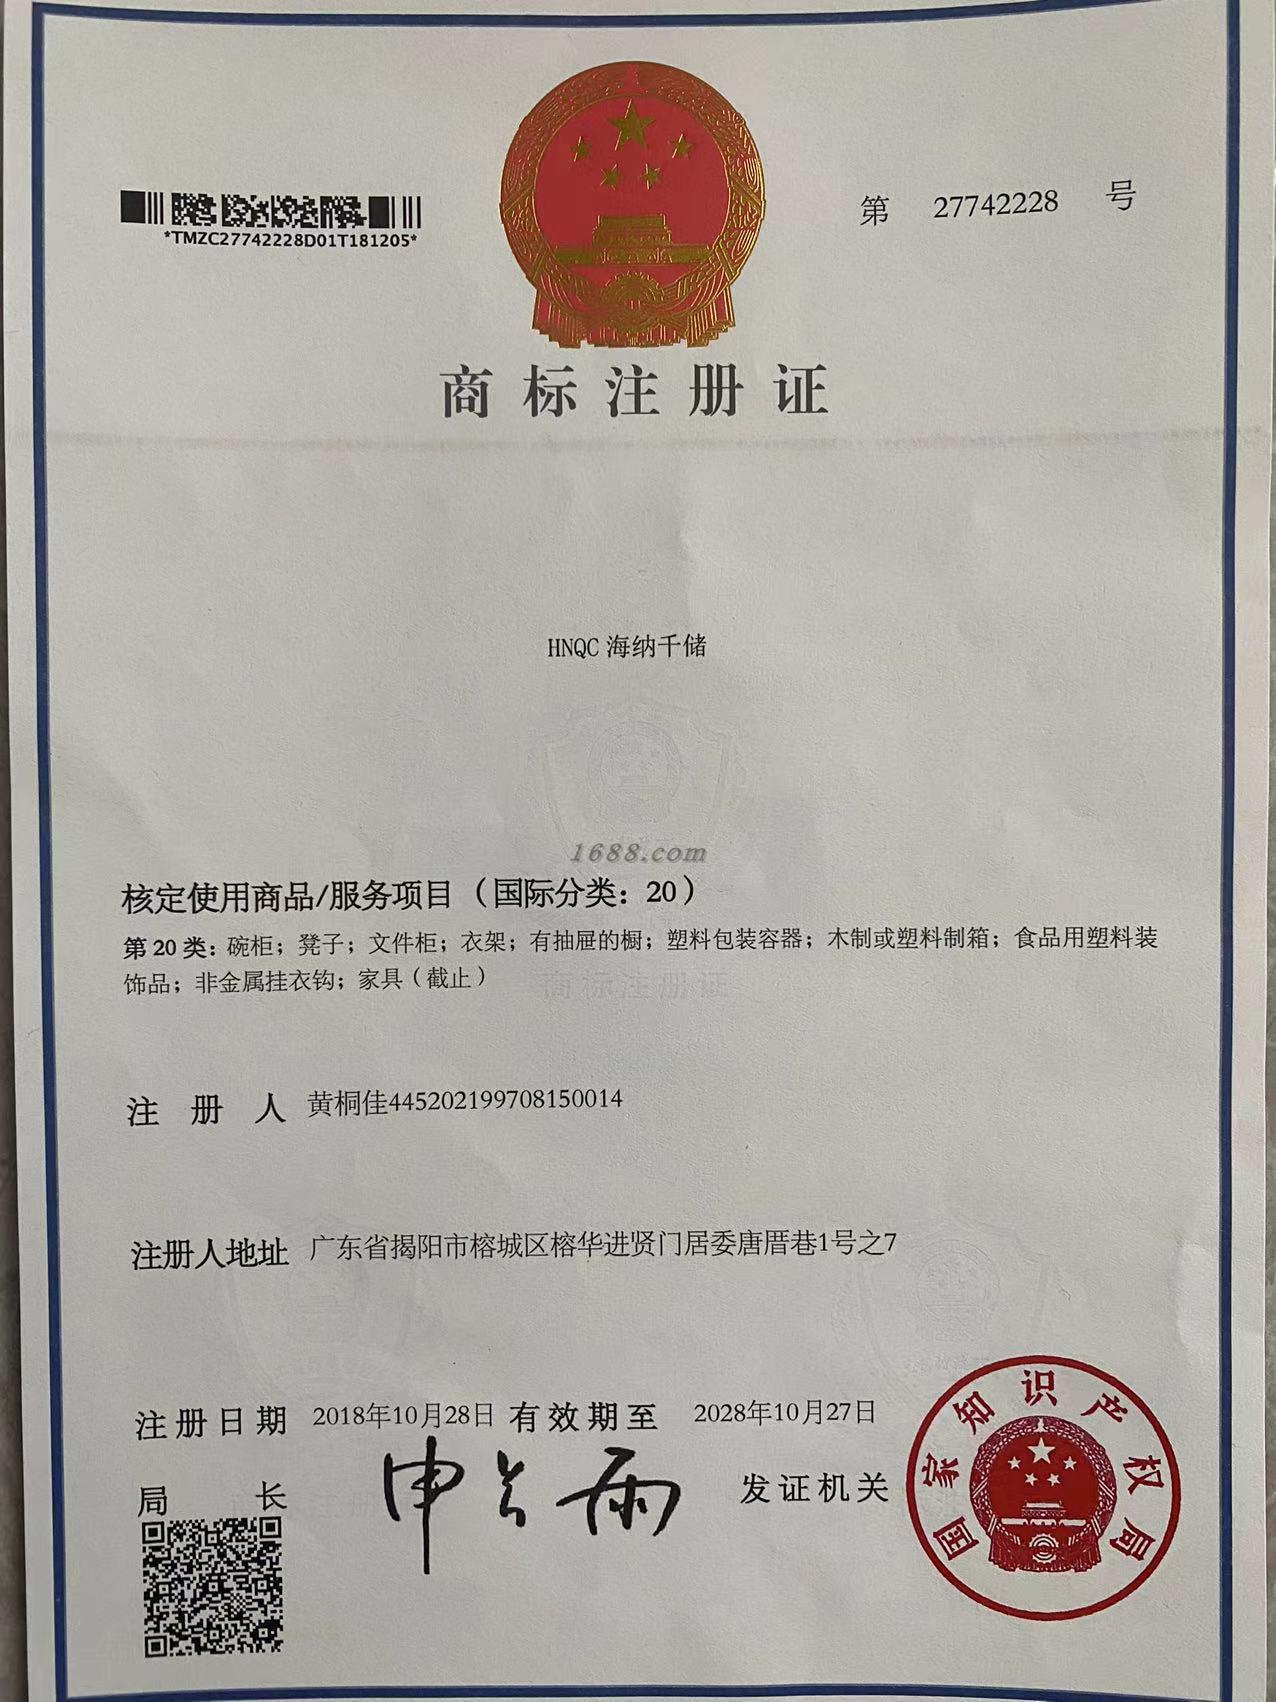 第 27742228 号
*TMZC27742228D01T181205*
商标注册证
HNQC 海纳千储
1688.com
核定使用商品/服务项目（国际分类：20）
第 20 类：碗柜；凳子；文件柜；衣架；有抽屉的橱；塑料包装容器；木制或塑料制箱；食品用塑料装
饰品；非金属挂衣钩；家具（截止）
商标注册证
注 册 人 黄桐佳445202199708150014
注册人地址 广东省揭阳市榕城区榕华进贤门居委唐厝巷1号之7
注册日期 2018年10月28日 有效期至 2028年10月27日
局 长 申长雨 发证机关
国家知识产权局